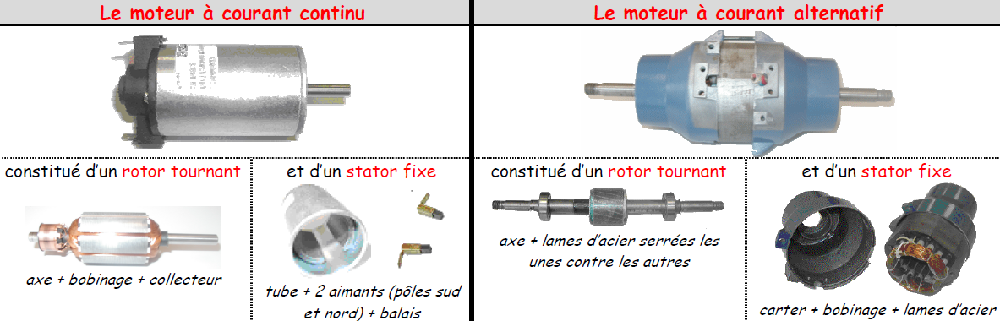 Le moteur à courant continu
Le moteur à courant alternatif
constitué d'un rotor tournant
et d'un stator fixe
constitué d'un rotor tournant
et d'un stator fixe
axe + bobinage + collecteur
tube + 2 aimants (pôles sud
et nord) + balais
axe + lames d'acier serrées les
unes contre les autres
carter + bobinage + lames d'acier